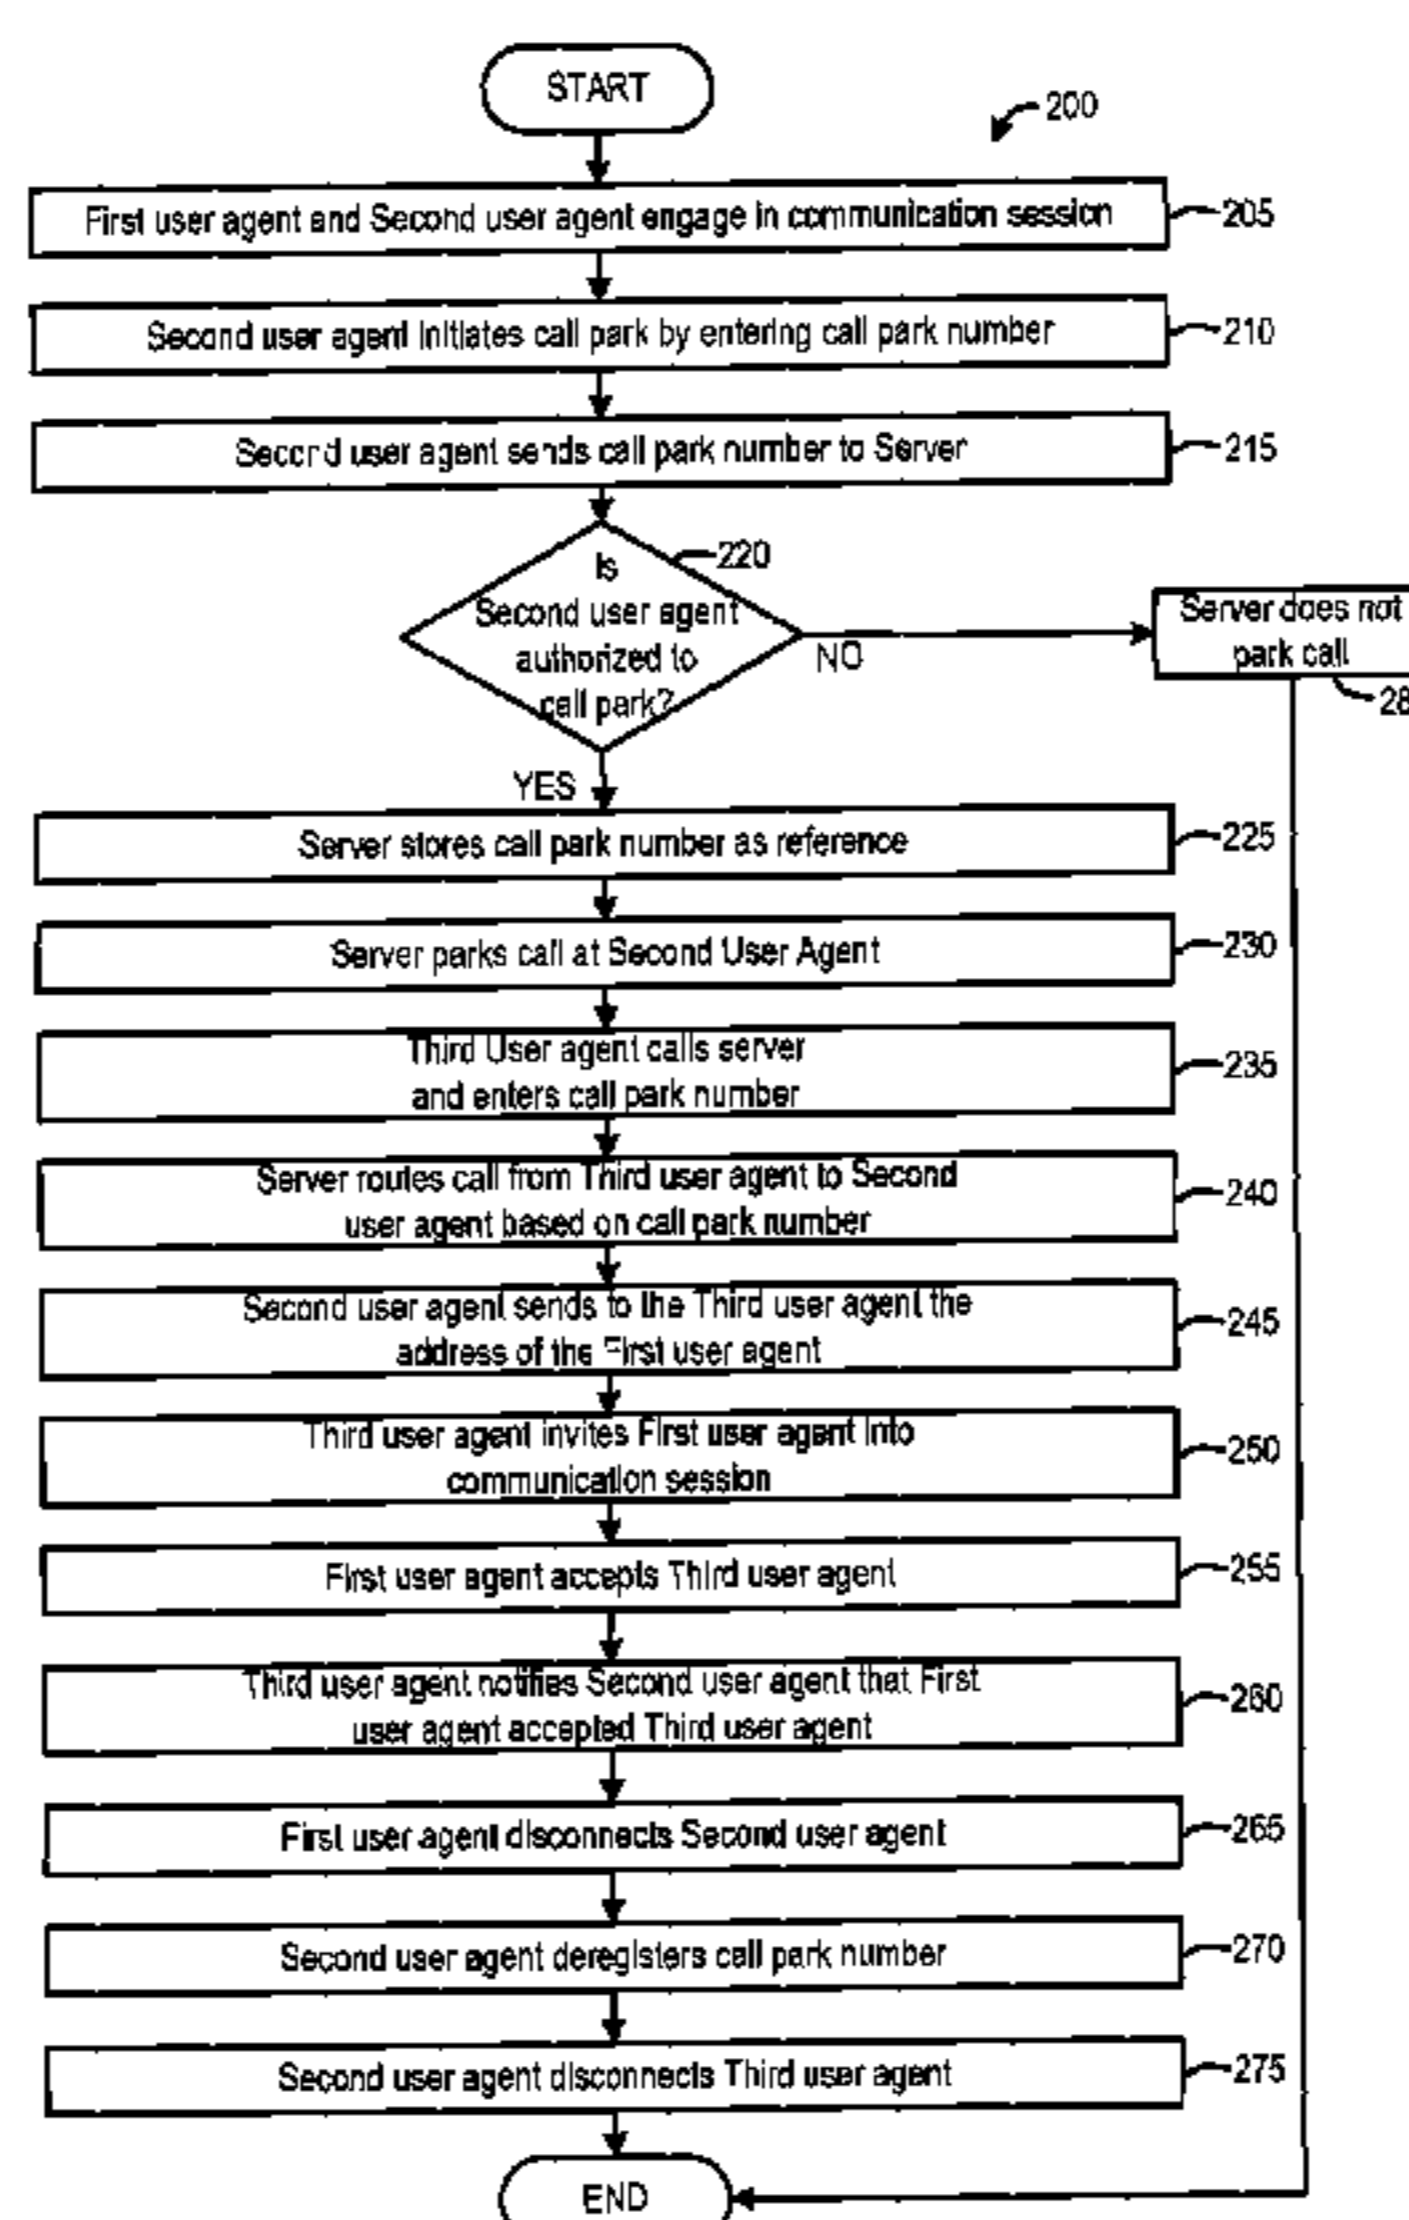 START
200
First user agent and Second user agent engage in communication session
205
Second user agent initiates call park by entering call park number
210
Second user agent sends call park number to Server
215
Is
Second user agent
authorized to
call park?
220
NO
Server does not
park call
28
YES
Server stores call park number as reference
225
Server parks call at Second User Agent
230
Third User agent calls server
and enters call park number
235
Server routes call from Third user agent to Second
user agent based on call park number
240
Second user agent sends to the Third user agent the
address of the First user agent
245
Third user agent invites First user agent into
communication session
250
First user agent accepts Third user agent
255
Third user agent notifies Second user agent that First
user agent accepted Third user agent
260
First user agent disconnects Second user agent
265
Second user agent deregisters call park number
270
Second user agent disconnects Third user agent
275
END